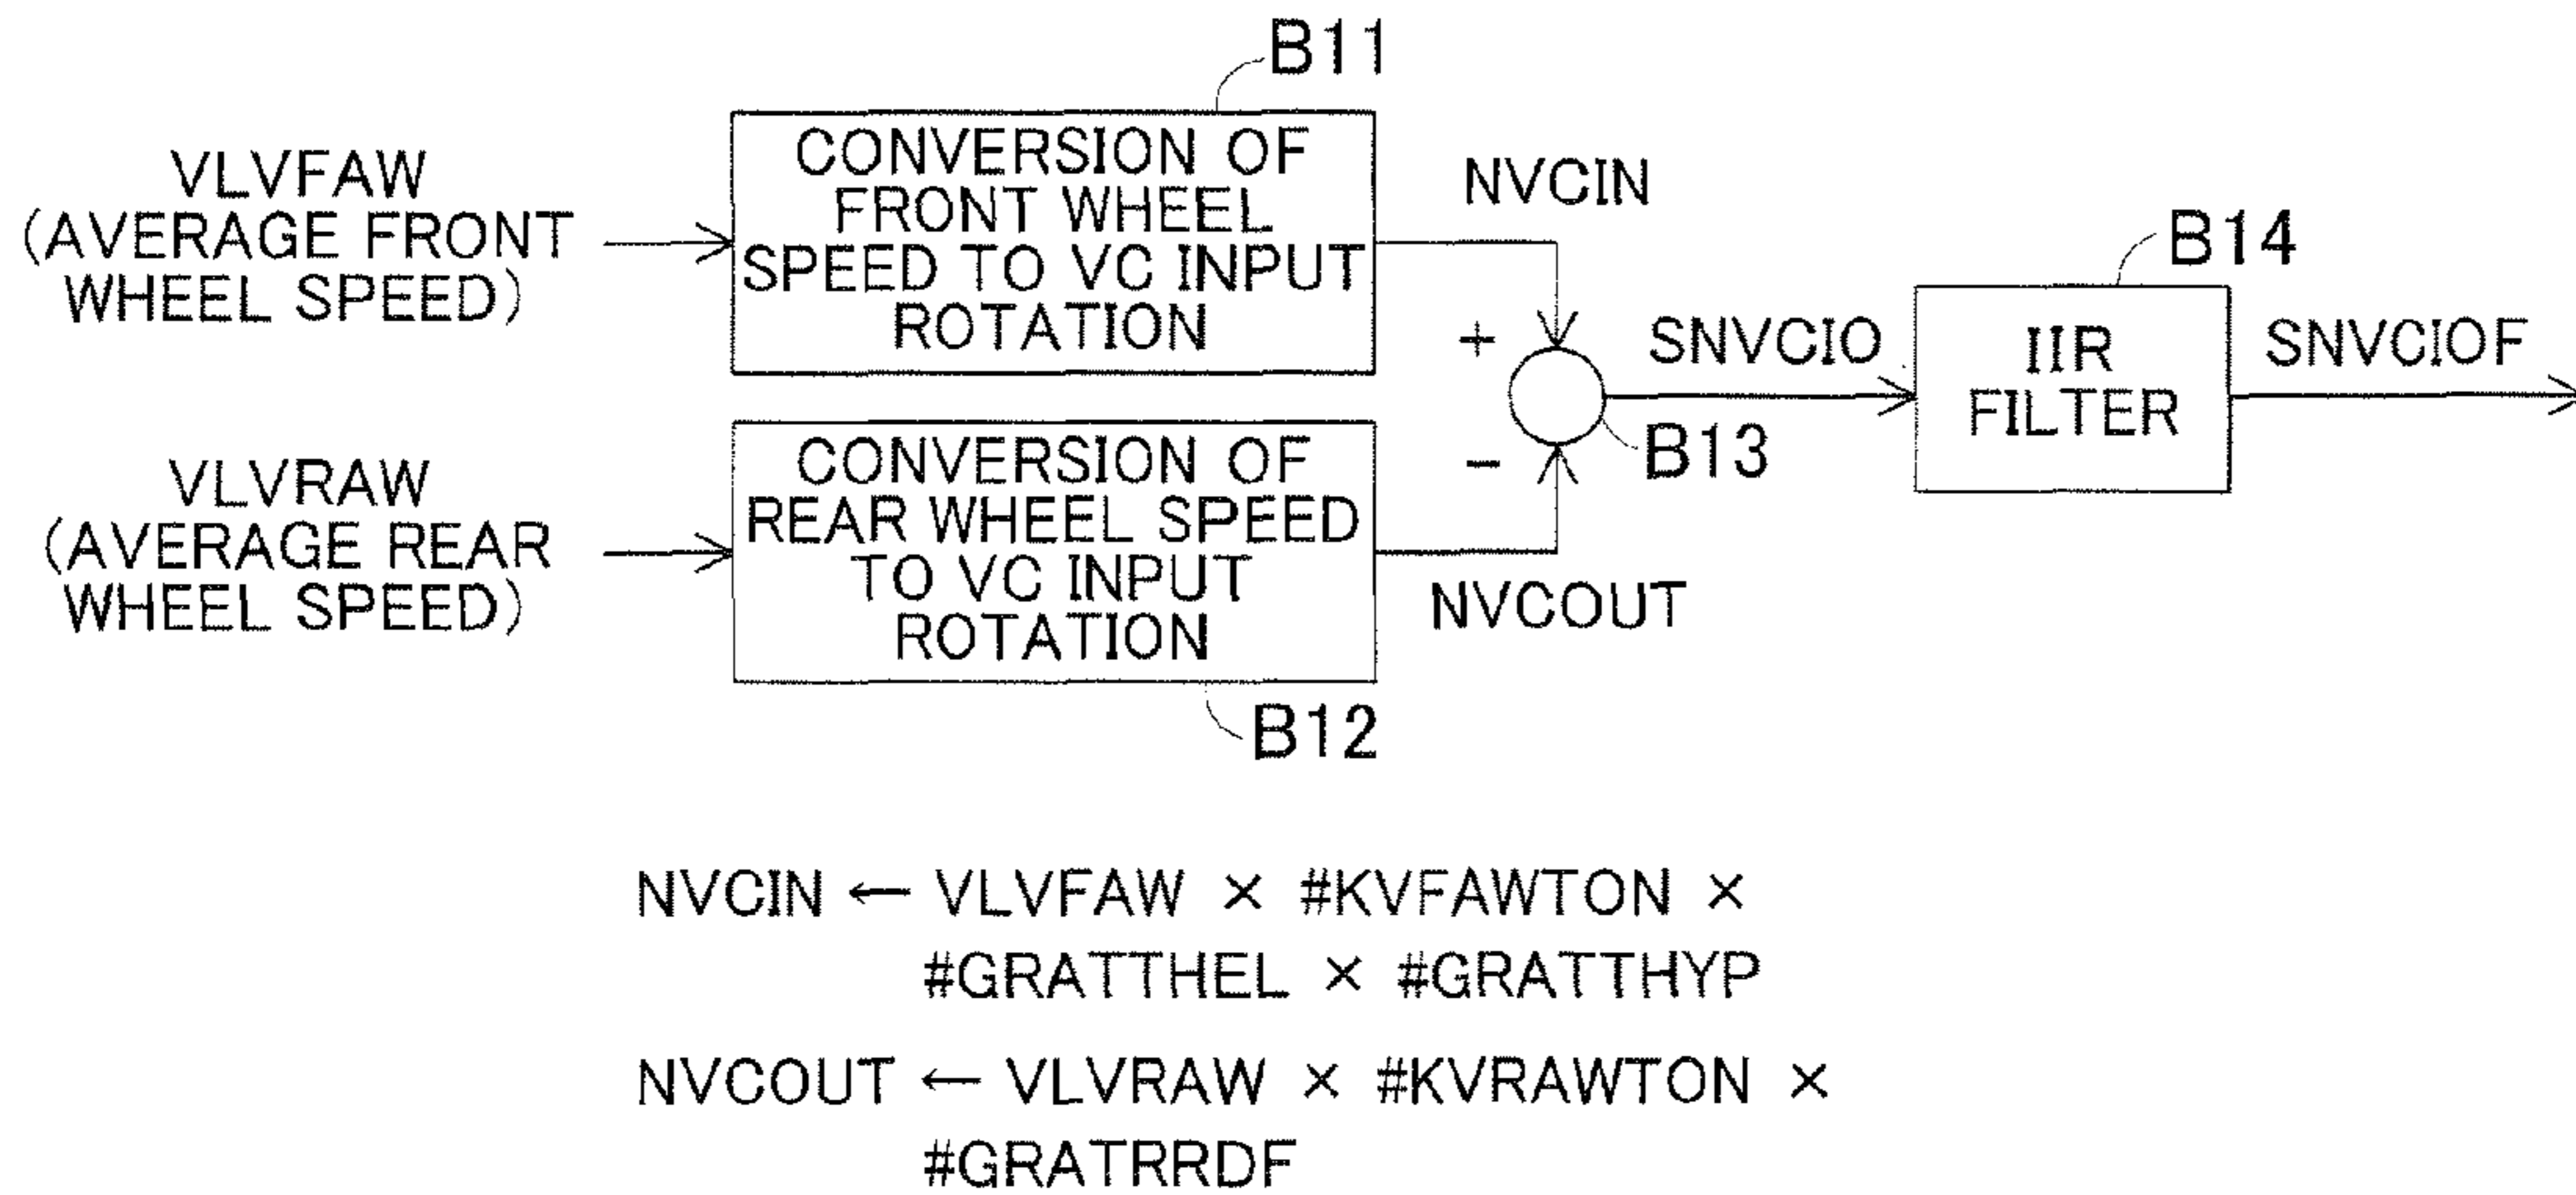 B11
VLVFAW
(AVERAGE FRONT
WHEEL SPEED)
CONVERSION OF
FRONT WHEEL
SPEED TO VC INPUT
ROTATION
NVCIN
+
SNVCIO
B14
IIR
FILTER
SNVCIOF
VLVRAW
(AVERAGE REAR
WHEEL SPEED)
CONVERSION OF
REAR WHEEL SPEED
TO VC INPUT
ROTATION
-
B13
NVCOUT
B12
NVCIN ← VLVFAW × #KVFAWTON ×
#GRATTHEL × #GRATTHYP
NVCOUT ← VLVRAW × #KVRAWTON ×
#GRATRRDF